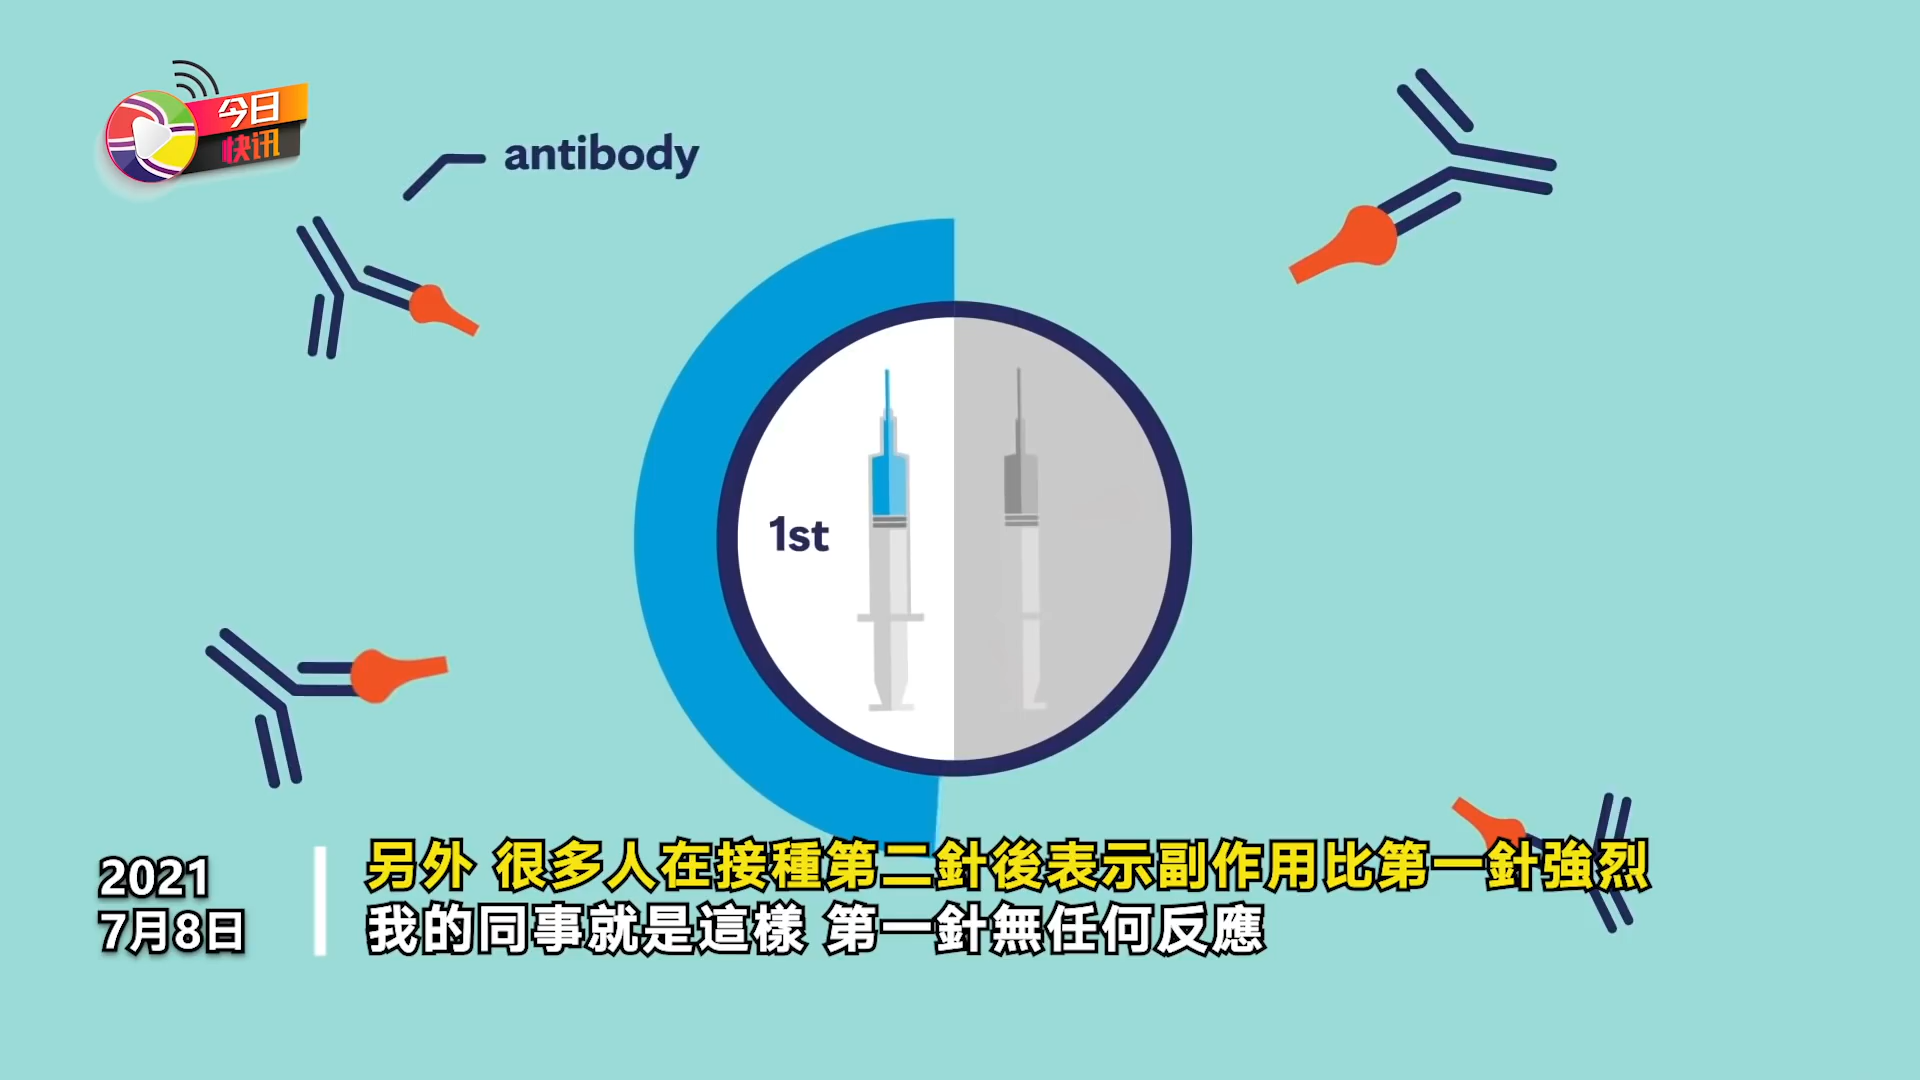 今日
快讯
antibody
1st
2021
7月8日
另外 很多人在接種第二針後表示副作用比第一針強烈
我的同事就是這樣 第一針無任何反應